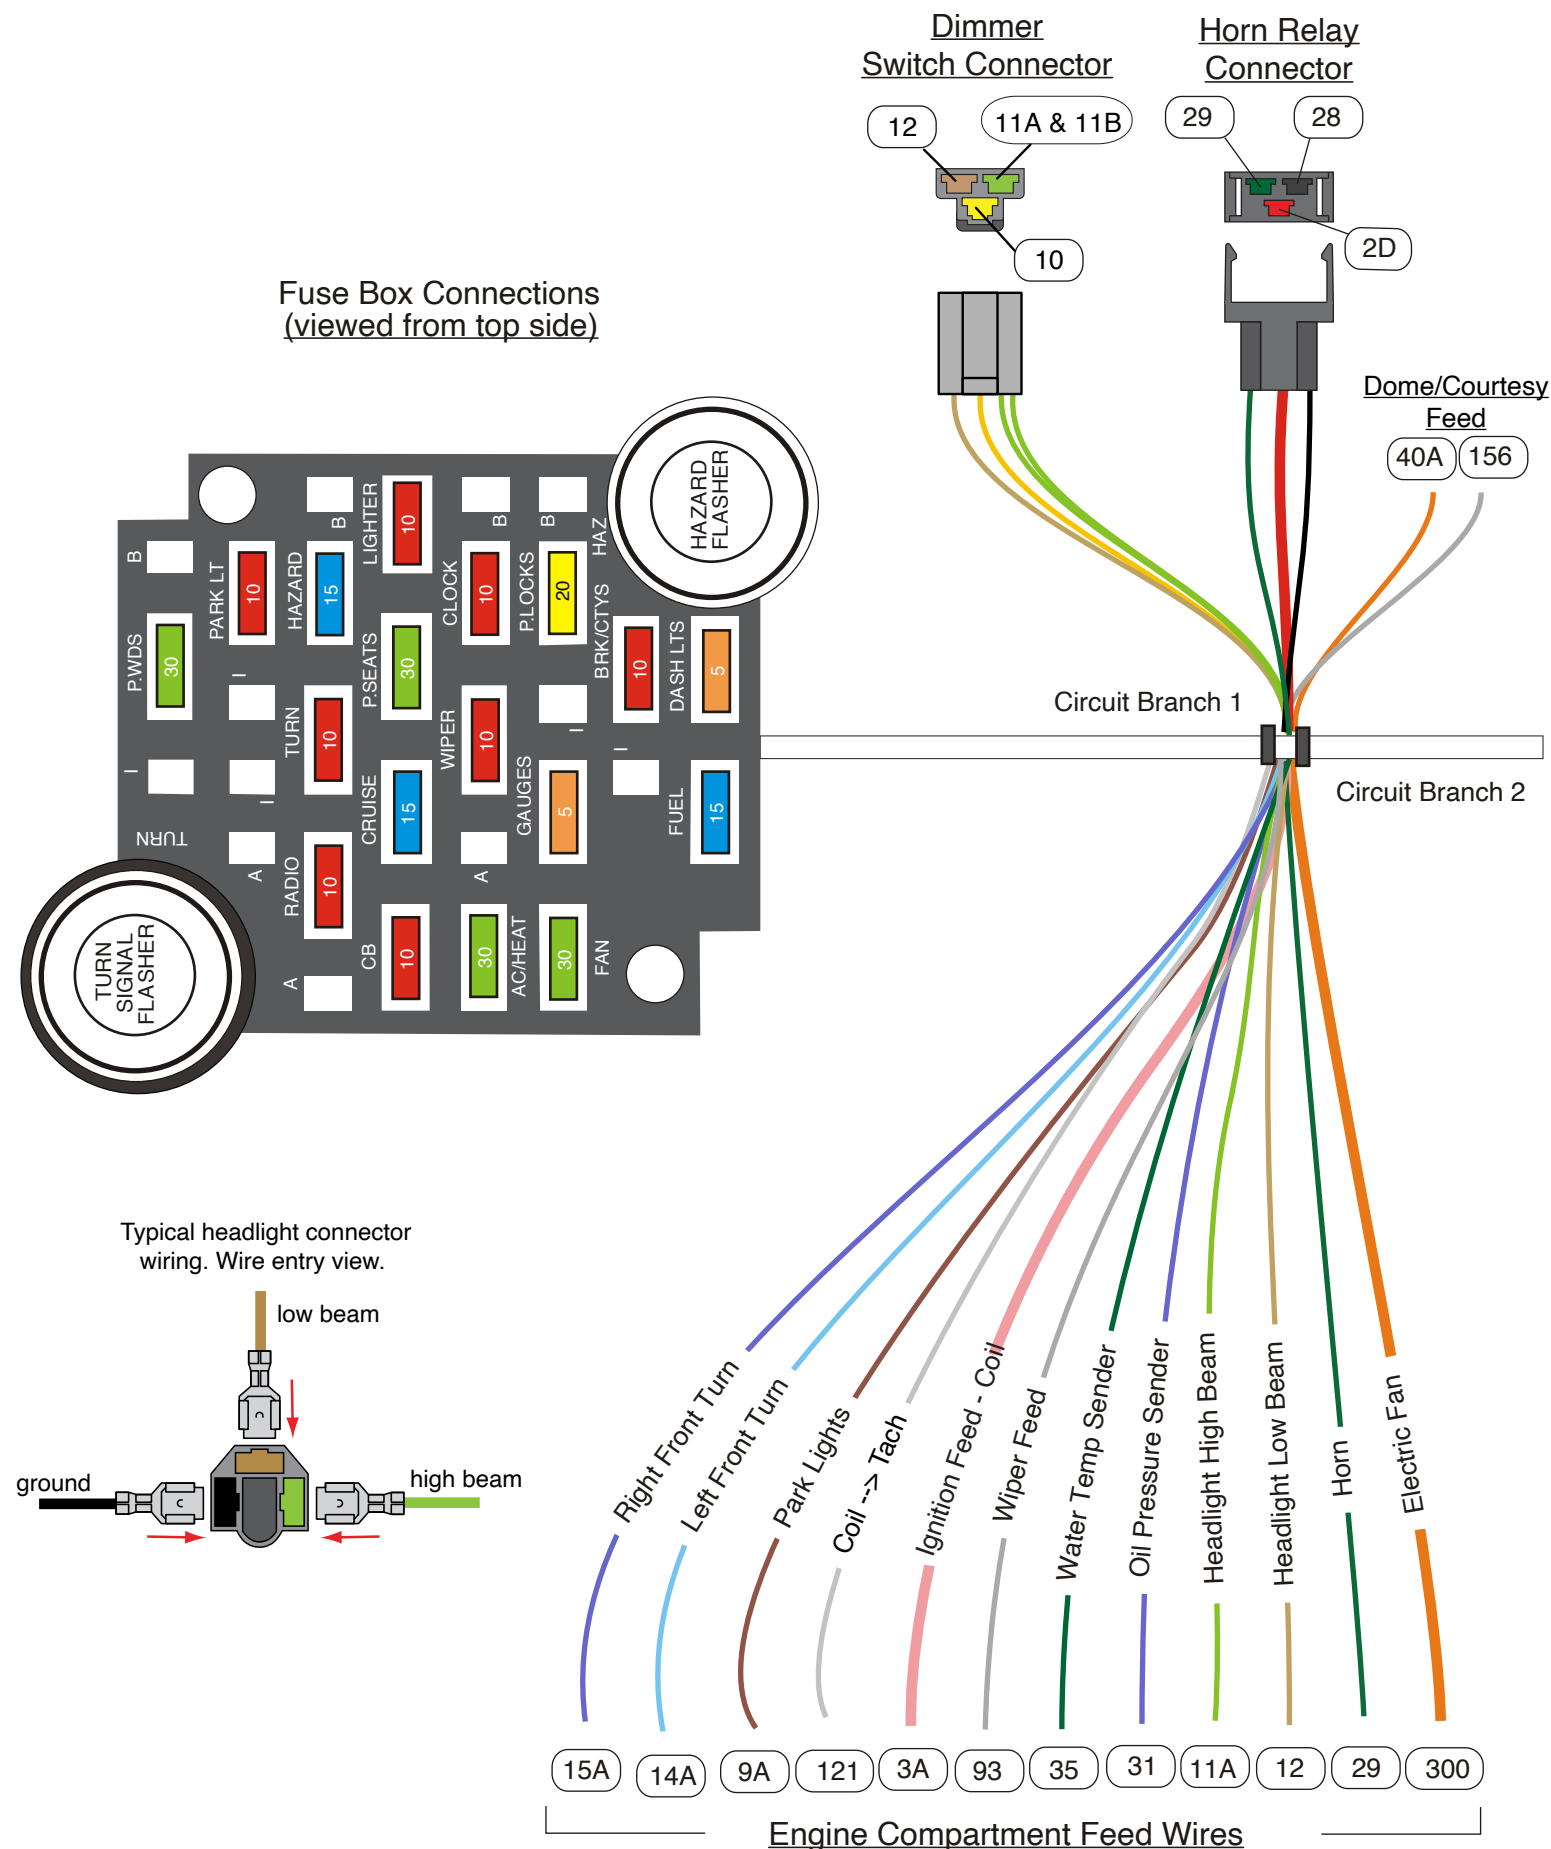 Dimmer
Switch Connector
Horn Relay
Connector
12
11A & 11B
29
28
10
2D
Fuse Box Connections
(viewed from top side)
Dome/Courtesy
Feed
40A
156
HAZARD
FLASHER
B
LIGHTER
10
B
B
HAZ
B
PARK LT
10
HAZARD
15
CLOCK
10
P.LOCKS
20
P.WDS
30
P.SEATS
30
BRK/CTYS
10
DASH LTS
5
I
TURN
10
WIPER
10
I
I
I
I
CRUISE
15
GAUGES
5
FUEL
15
TURN
A
RADIO
10
A
TURN
SIGNAL
FLASHER
A
CB
10
30
AC/HEAT
30
FAN
Circuit Branch 1
Circuit Branch 2
Typical headlight connector
wiring. Wire entry view.
low beam
ground
high beam
Right Front Turn
Left Front Turn
Park Lights
Coil --> Tach
Ignition Feed - Coil
Wiper Feed
Water Temp Sender
Oil Pressure Sender
Headlight High Beam
Headlight Low Beam
Horn
Electric Fan
15A
14A
9A
121
3A
93
35
31
11A
12
29
300
Engine Compartment Feed Wires